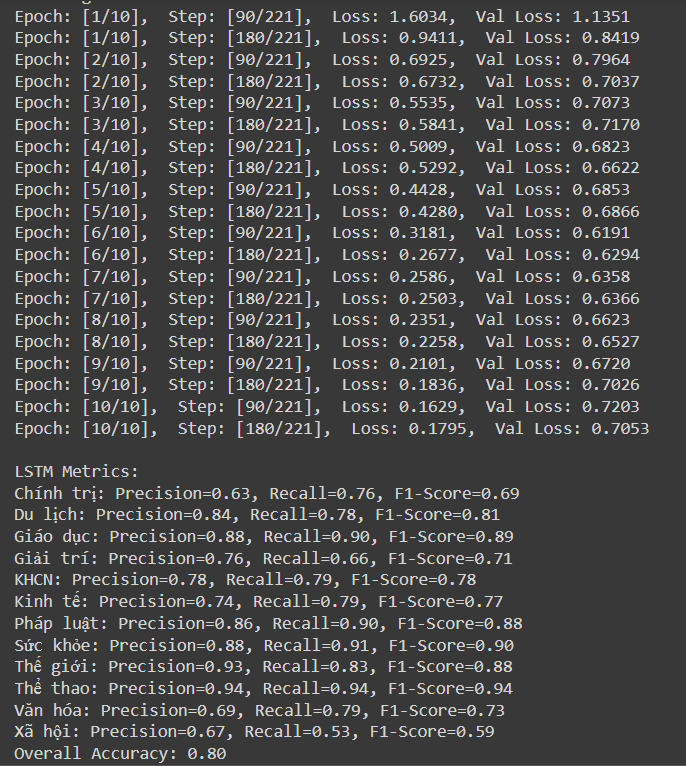 Epoch: [1/10], Step: [90/221], Loss: 1.6034, Val Loss: 1.1351
Epoch: [1/10], Step: [180/221], Loss: 0.9411, Val Loss: 0.8419
Epoch: [2/10], Step: [90/221], Loss: 0.6925, Val Loss: 0.7964
Epoch: [2/10], Step: [180/221], Loss: 0.6732, Val Loss: 0.7037
Epoch: [3/10], Step: [90/221], Loss: 0.5535, Val Loss: 0.7073
Epoch: [3/10], Step: [180/221], Loss: 0.5841, Val Loss: 0.7170
Epoch: [4/10], Step: [90/221], Loss: 0.5009, Val Loss: 0.6823
Epoch: [4/10], Step: [180/221], Loss: 0.5292, Val Loss: 0.6622
Epoch: [5/10], Step: [90/221], Loss: 0.4428, Val Loss: 0.6853
Epoch: [5/10], Step: [180/221], Loss: 0.4280, Val Loss: 0.6866
Epoch: [6/10], Step: [90/221], Loss: 0.3181, Val Loss: 0.6191
Epoch: [6/10], Step: [180/221], Loss: 0.2677, Val Loss: 0.6294
Epoch: [7/10], Step: [90/221], Loss: 0.2586, Val Loss: 0.6358
Epoch: [7/10], Step: [180/221], Loss: 0.2503, Val Loss: 0.6366
Epoch: [8/10], Step: [90/221], Loss: 0.2351, Val Loss: 0.6623
Epoch: [8/10], Step: [180/221], Loss: 0.2258, Val Loss: 0.6527
Epoch: [9/10], Step: [90/221], Loss: 0.2101, Val Loss: 0.6720
Epoch: [9/10], Step: [180/221], Loss: 0.1836, Val Loss: 0.7026
Epoch: [10/10], Step: [90/221], Loss: 0.1629, Val Loss: 0.7203
Epoch: [10/10], Step: [180/221], Loss: 0.1795, Val Loss: 0.7053
LSTM Metrics:
Chính trị: Precision=0.63, Recall=0.76, F1-Score=0.69
Du lịch: Precision=0.84, Recall=0.78, F1-Score=0.81
Giáo dục: Precision=0.88, Recall=0.90, F1-Score=0.89
Giải trí: Precision=0.76, Recall=0.66, F1-Score=0.71
KHCN: Precision=0.78, Recall=0.79, F1-Score=0.78
Kinh tế: Precision=0.74, Recall=0.79, F1-Score=0.77
Pháp luật: Precision=0.86, Recall=0.90, F1-Score=0.88
Sức khỏe: Precision=0.88, Recall=0.91, F1-Score=0.90
Thế giới: Precision=0.93, Recall=0.83, F1-Score=0.88
Thể thao: Precision=0.94, Recall=0.94, F1-Score=0.94
Văn hóa: Precision=0.69, Recall=0.79, F1-Score=0.73
Xã hội: Precision=0.67, Recall=0.53, F1-Score=0.59
Overall Accuracy: 0.80